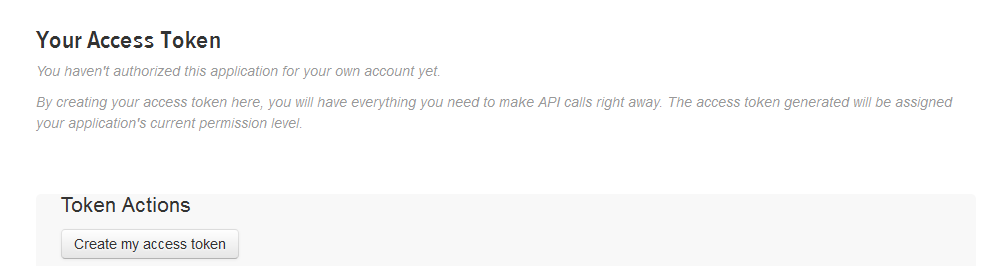 Your Access Token
You haven't authorized this application for your own account yet.
By creating your access token here, you will have everything you need to make API calls right away. The access token generated will be assigned
your application's current permission level.
Token Actions
Create my access token